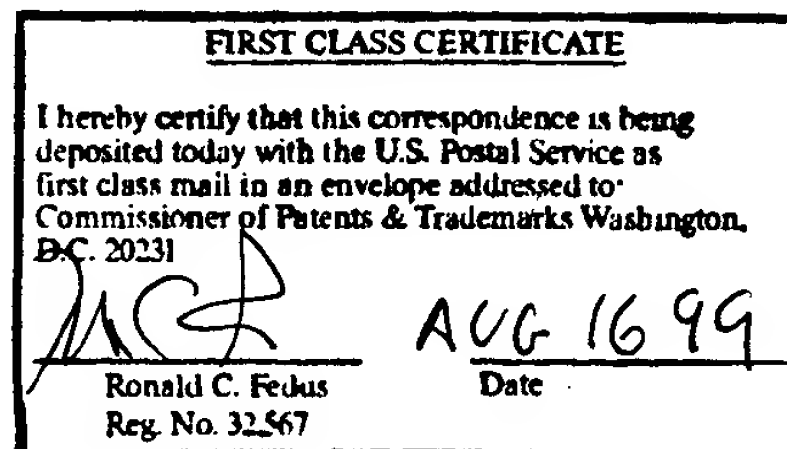 FIRST CLASS CERTIFICATE
I hereby certify that this correspondence is being
deposited today with the U.S. Postal Service as
first class mail in an envelope addressed to:
Commissioner of Patents & Trademarks Washington,
D.C. 20231
AUG 16 99
Ronald C. Fedus
Date
Reg. No. 32,567